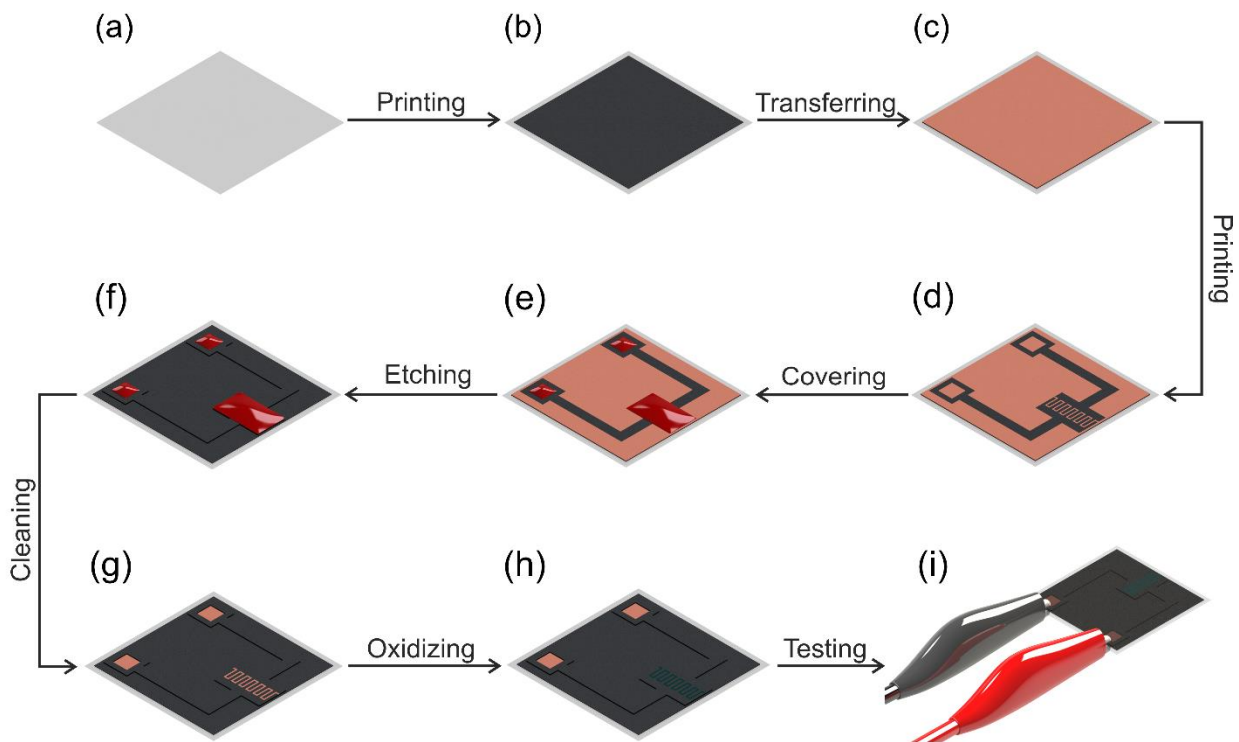 (a)
Printing
(b)
Transferring
(c)
Printing
(d)
Covering
(e)
Etching
(f)
Cleaning
(g)
Oxidizing
(h)
Testing
(i)